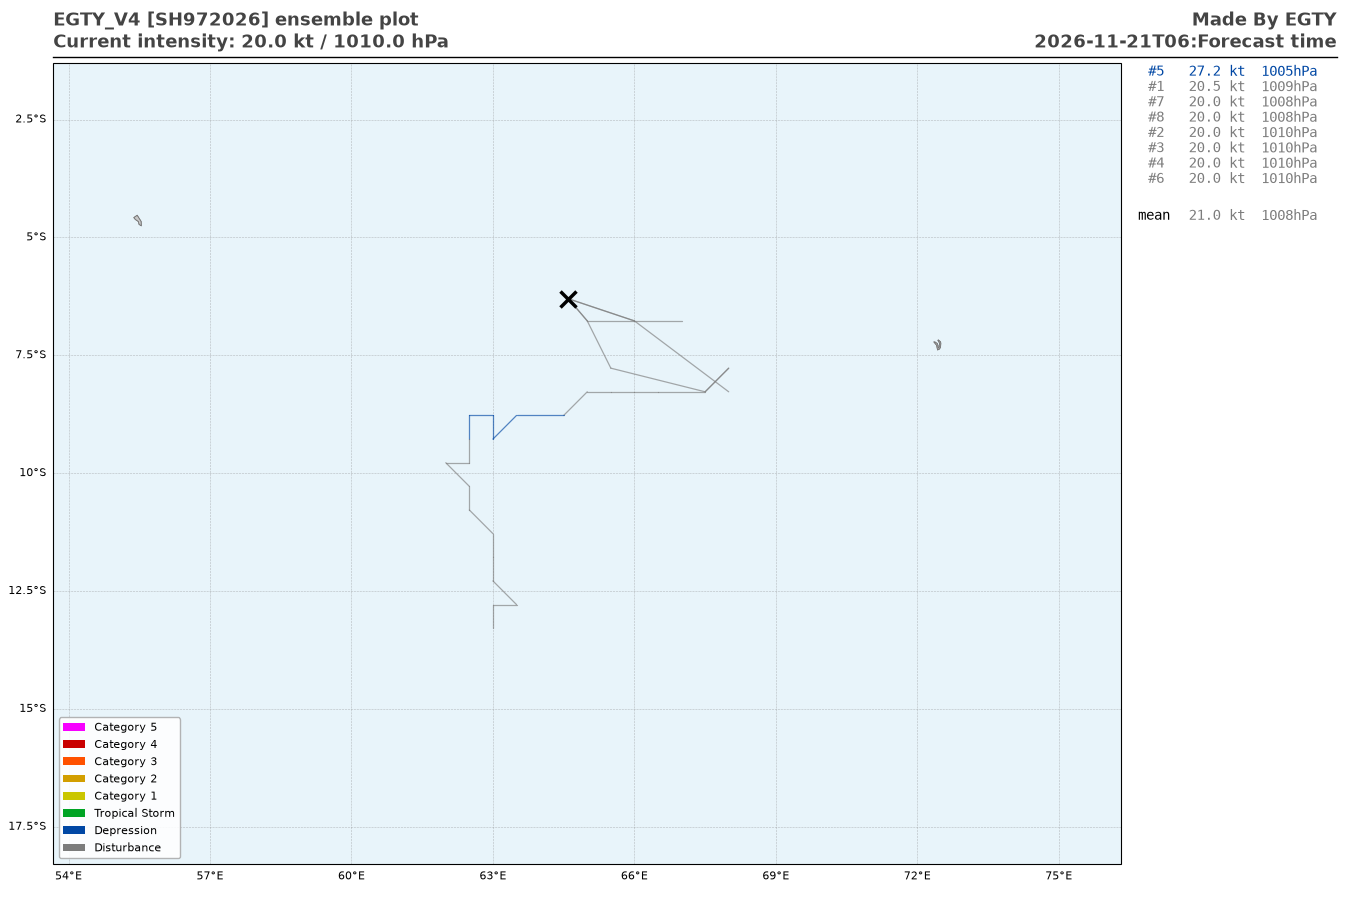 EGTY_V4 [SH972026] ensemble plot
Current intensity: 20.0 kt / 1010.0 hPa
Made By EGTY
2026-11-21T06:Forecast time
#5 27.2 kt 1005hPa
#1 20.5 kt 1009hPa
#7 20.0 kt 1008hPa
#8 20.0 kt 1008hPa
#2 20.0 kt 1010hPa
#3 20.0 kt 1010hPa
#4 20.0 kt 1010hPa
#6 20.0 kt 1010hPa
mean 21.0 kt 1008hPa
2.5°S
5°S
7.5°S
10°S
12.5°S
15°S
17.5°S
Category 5
Category 4
Category 3
Category 2
Category 1
Tropical Storm
Depression
Disturbance
54°E 57°E 60°E 63°E 66°E 69°E 72°E 75°E